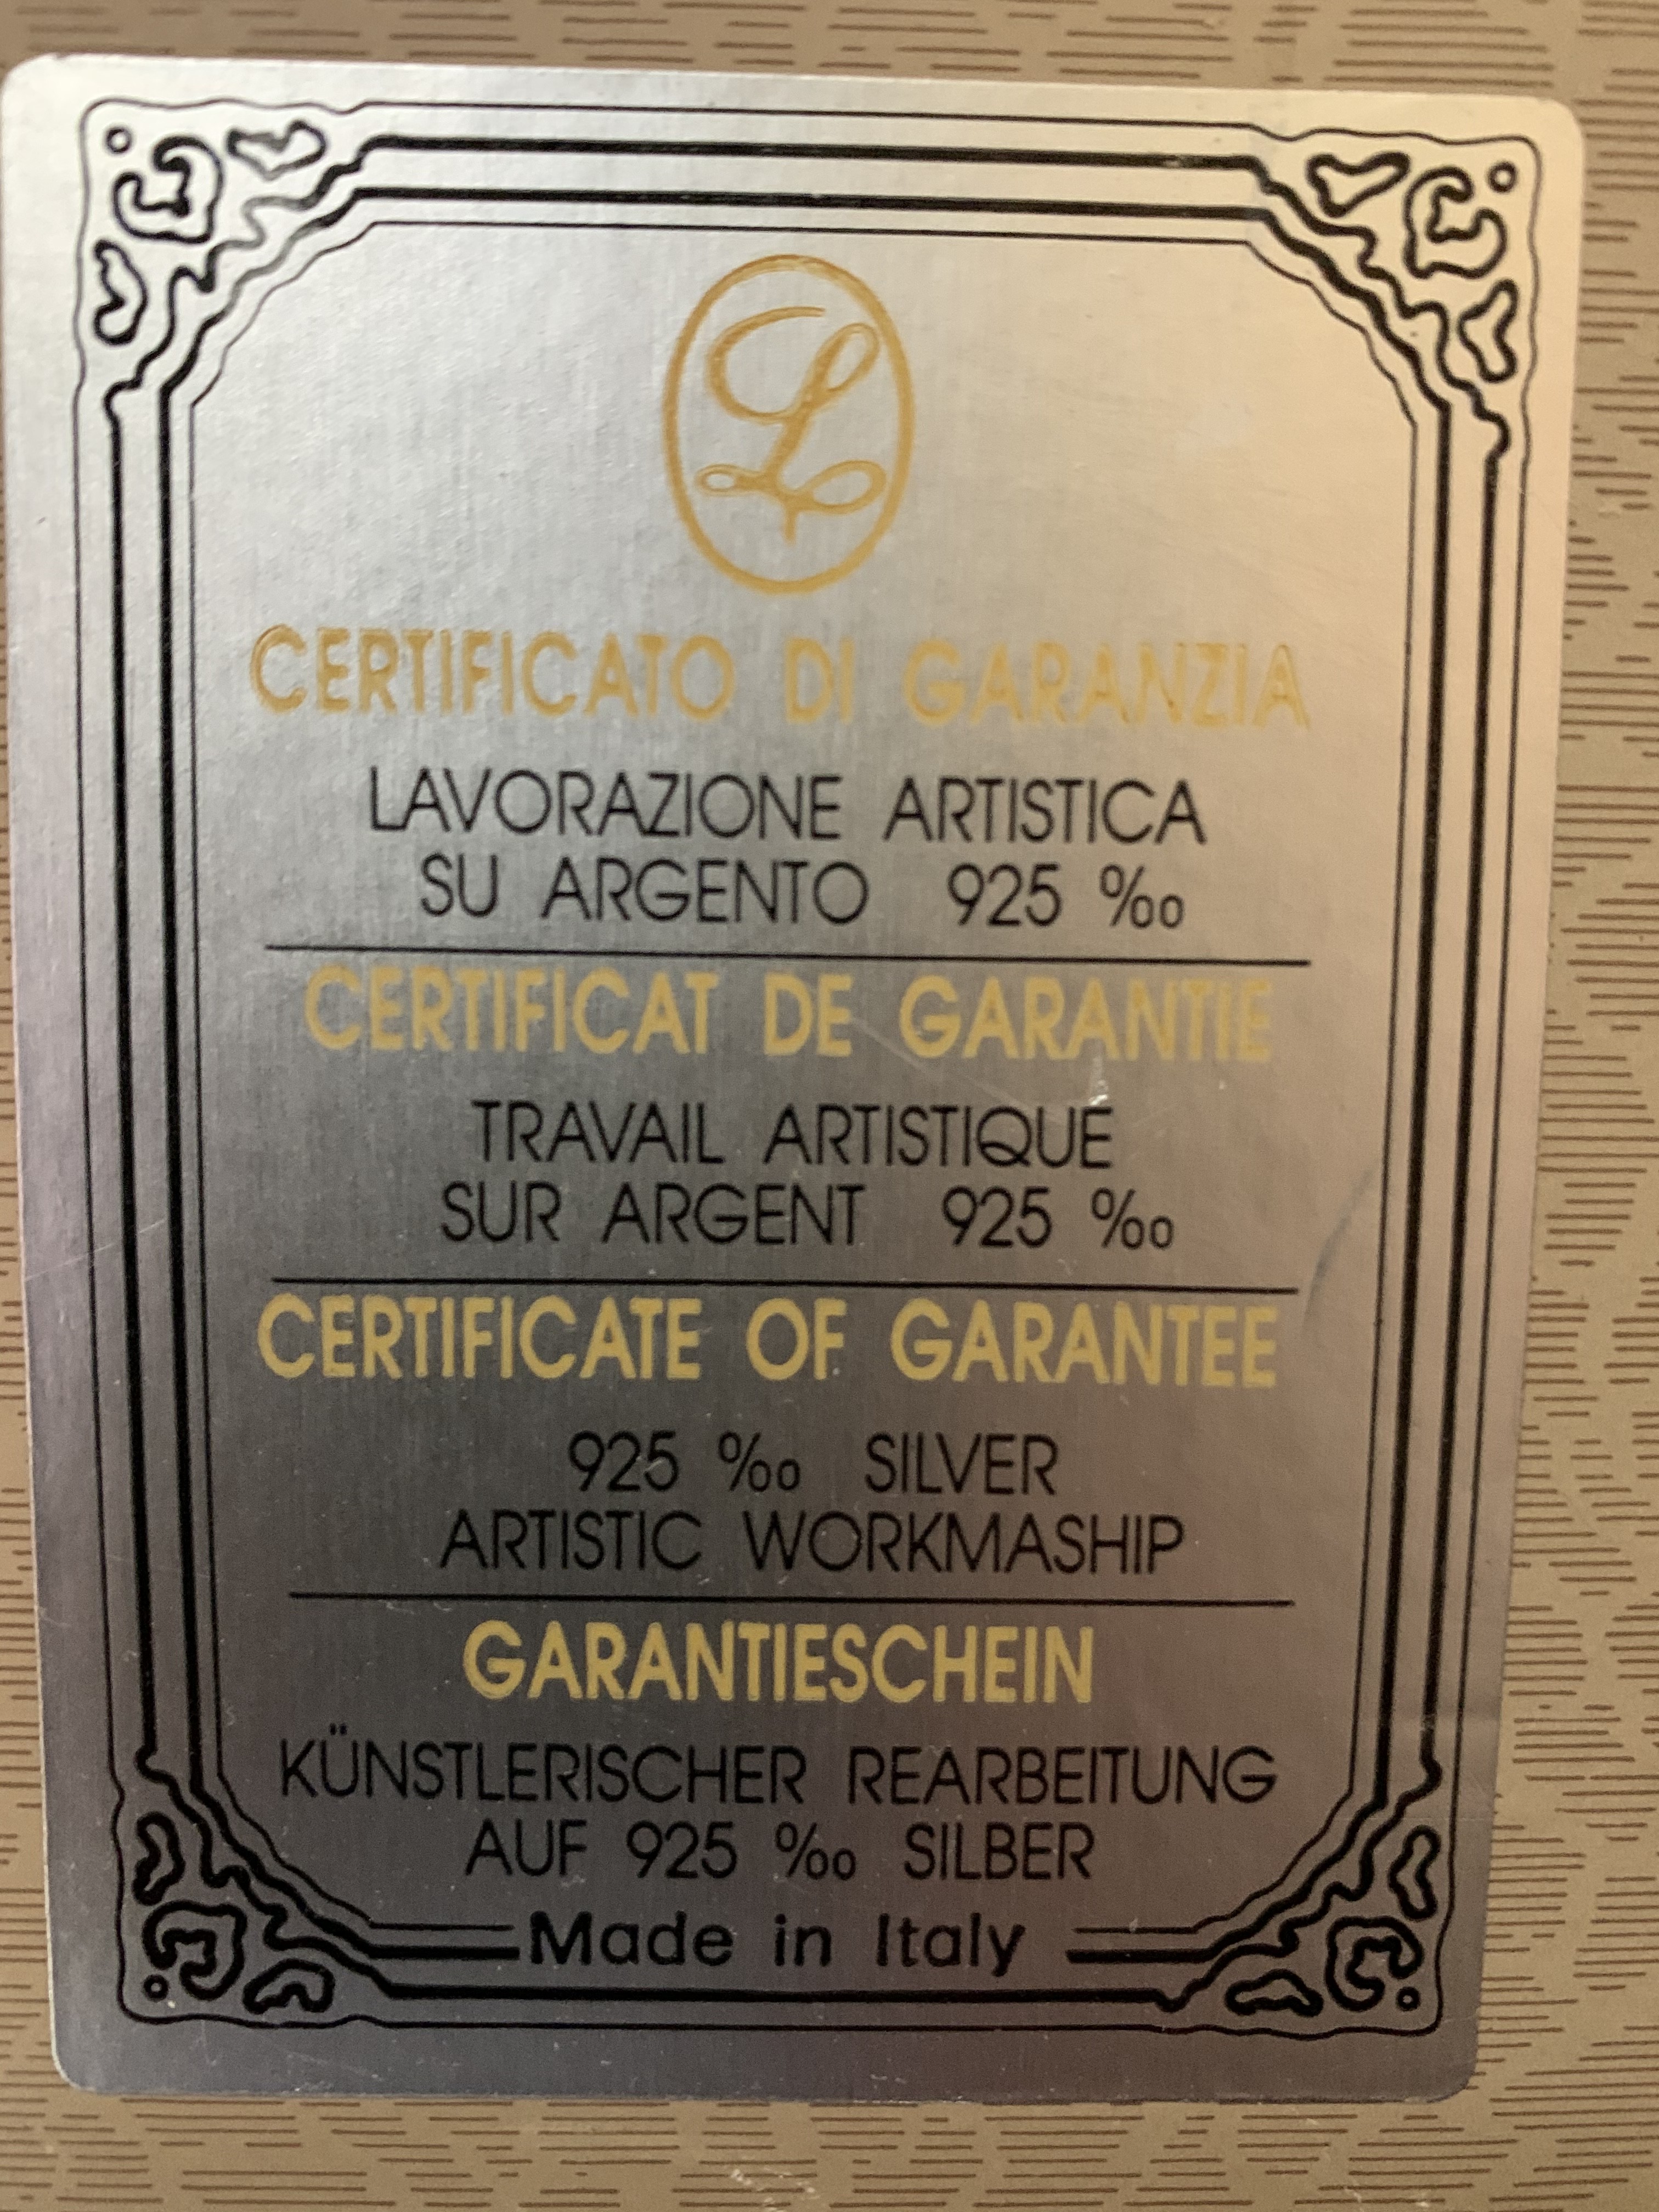 L
CERTIFICATO DI GARANZIA
LAVORAZIONE ARTISTICA
SU ARGENTO 925 ‰
CERTIFICAT DE GARANTIE
TRAVAIL ARTISTIQUE
SUR ARGENT 925 ‰
CERTIFICATE OF GARANTEE
925 ‰ SILVER
ARTISTIC WORKMASHIP
GARANTIESCHEIN
KÜNSTLERISCHER REARBEITUNG
AUF 925 ‰ SILBER
Made in Italy